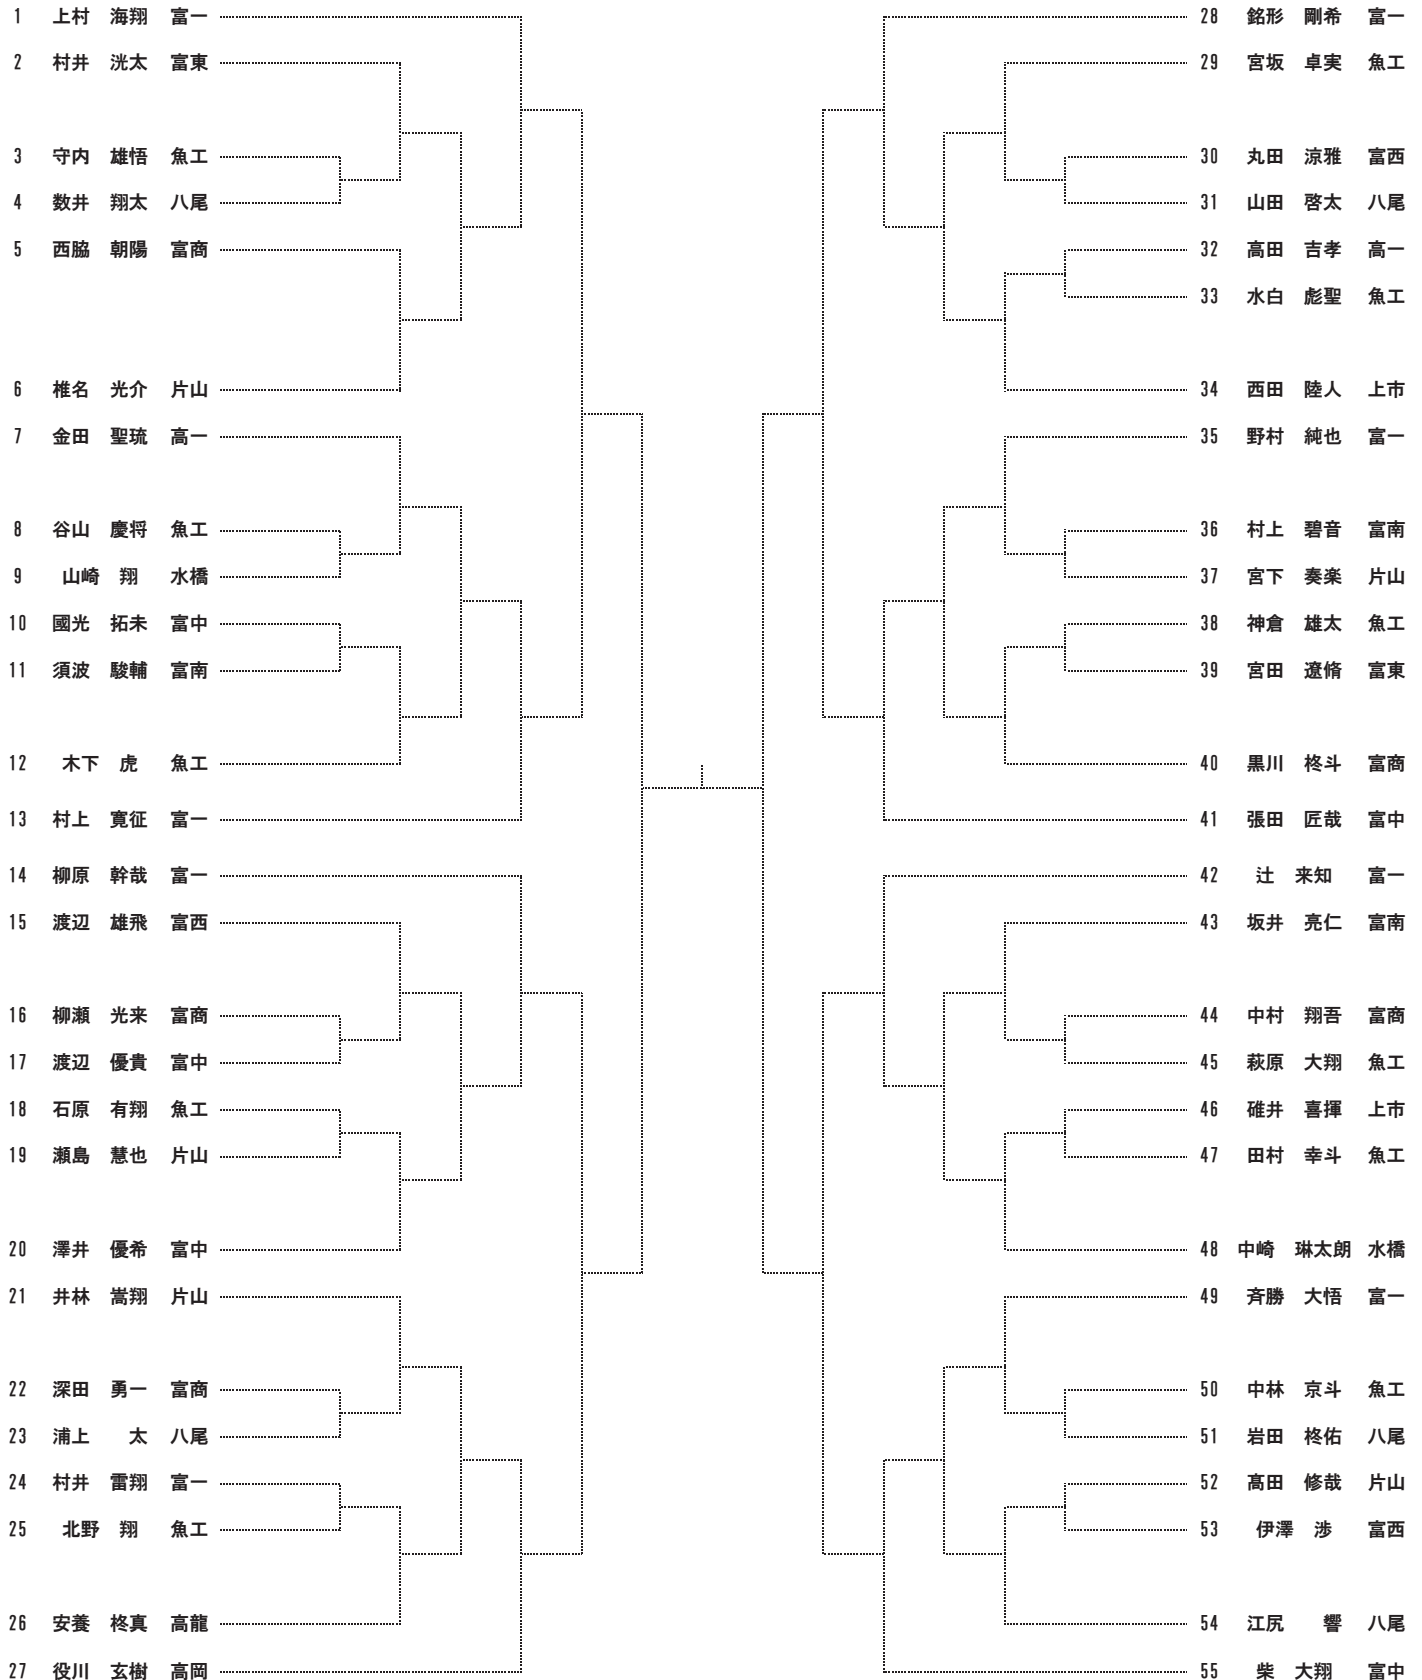 1 上村 海翔 富一
2 村井 洸太 富東
3 守内 雄悟 魚工
4 数井 翔太 八尾
5 西脇 朝陽 富商
6 椎名 光介 片山
7 金田 聖琉 高一
8 谷山 慶将 魚工
9 山崎 翔 水橋
10 國光 拓未 富中
11 須波 駿輔 富南
12 木下 虎 魚工
13 村上 寛征 富一
14 柳原 幹哉 富一
15 渡辺 雄飛 富西
16 柳瀬 光来 富商
17 渡辺 優貴 富中
18 石原 有翔 魚工
19 瀬島 慧也 片山
20 澤井 優希 富中
21 井林 嵩翔 片山
22 深田 勇一 富商
23 浦上 太 八尾
24 村井 雷翔 富一
25 北野 翔 魚工
26 安養 柊真 高龍
27 役川 玄樹 高岡
28 銘形 剛希 富一
29 宮坂 卓実 魚工
30 丸田 涼雅 富西
31 山田 啓太 八尾
32 高田 吉孝 高一
33 水白 彪聖 魚工
34 西田 陸人 上市
35 野村 純也 富一
36 村上 碧音 富南
37 宮下 奏楽 片山
38 神倉 雄太 魚工
39 宮田 遼脩 富東
40 黒川 柊斗 富商
41 張田 匠哉 富中
42 辻 来知 富一
43 坂井 亮仁 富南
44 中村 翔吾 富商
45 萩原 大翔 魚工
46 碓井 喜揮 上市
47 田村 幸斗 魚工
48 中崎 琳太朗 水橋
49 斉勝 大悟 富一
50 中林 京斗 魚工
51 岩田 柊佑 八尾
52 髙田 修哉 片山
53 伊澤 渉 富西
54 江尻 響 八尾
55 柴 大翔 富中